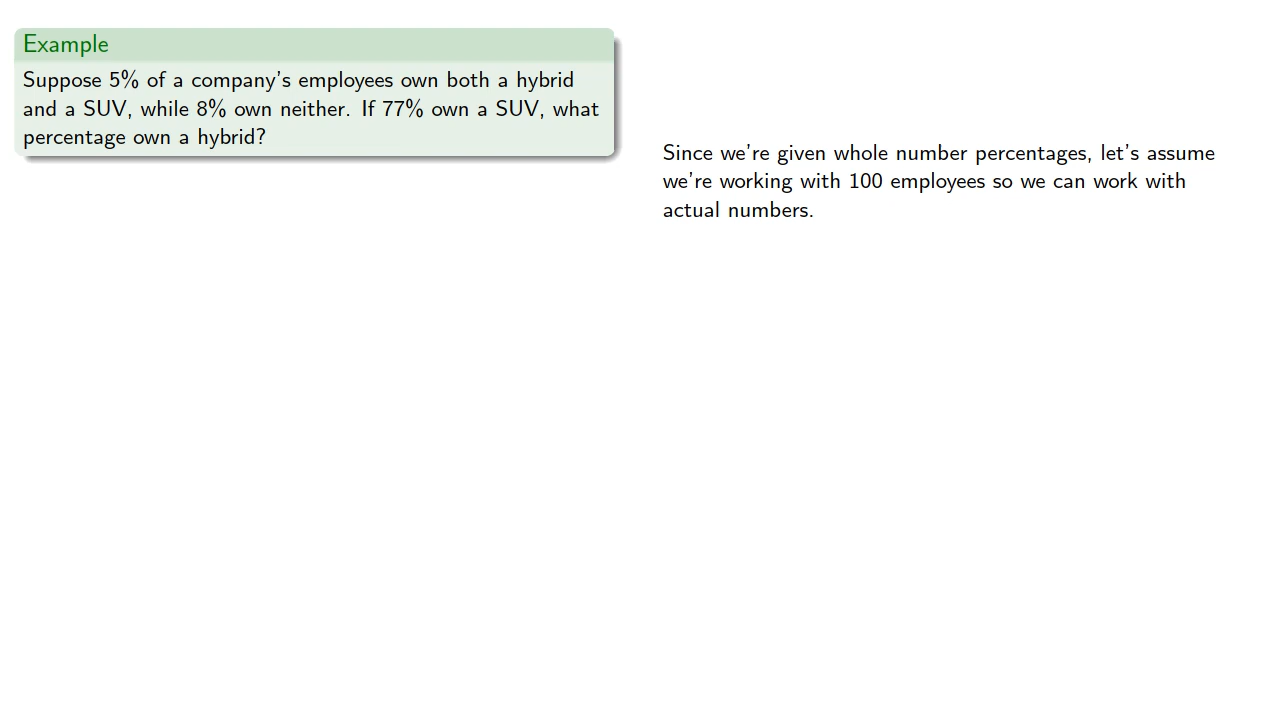 Example
Suppose 5% of a company's employees own both a hybrid
and a SUV, while 8% own neither. If 77% own a SUV, what
percentage own a hybrid?
Since we're given whole number percentages, let's assume
we're working with 100 employees so we can work with
actual numbers.